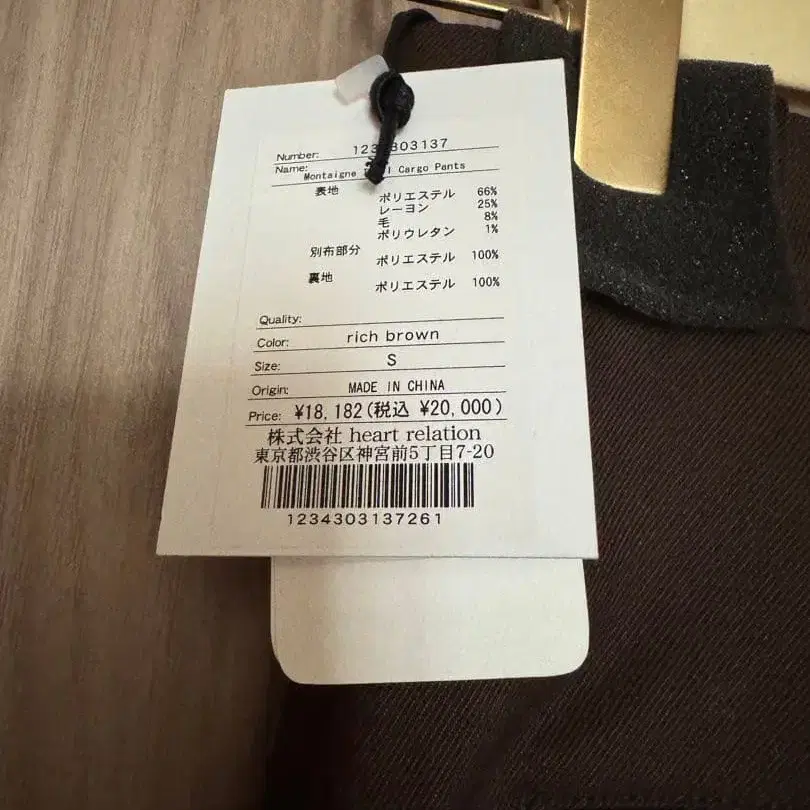 Number: 123 303137
Name: Montaigne l Cargo Pants
表地 ポリエステル 66%
レーヨン 25%
毛 8%
ポリウレタン 1%
別布部分 ポリエステル 100%
裏地 ポリエステル 100%
Quality:
Color: rich brown
Size: S
Origin: MADE IN CHINA
Price: ¥18,182(税込 ¥20,000)
株式会社 heart relation
東京都渋谷区神宮前5丁目7-20
1234303137261